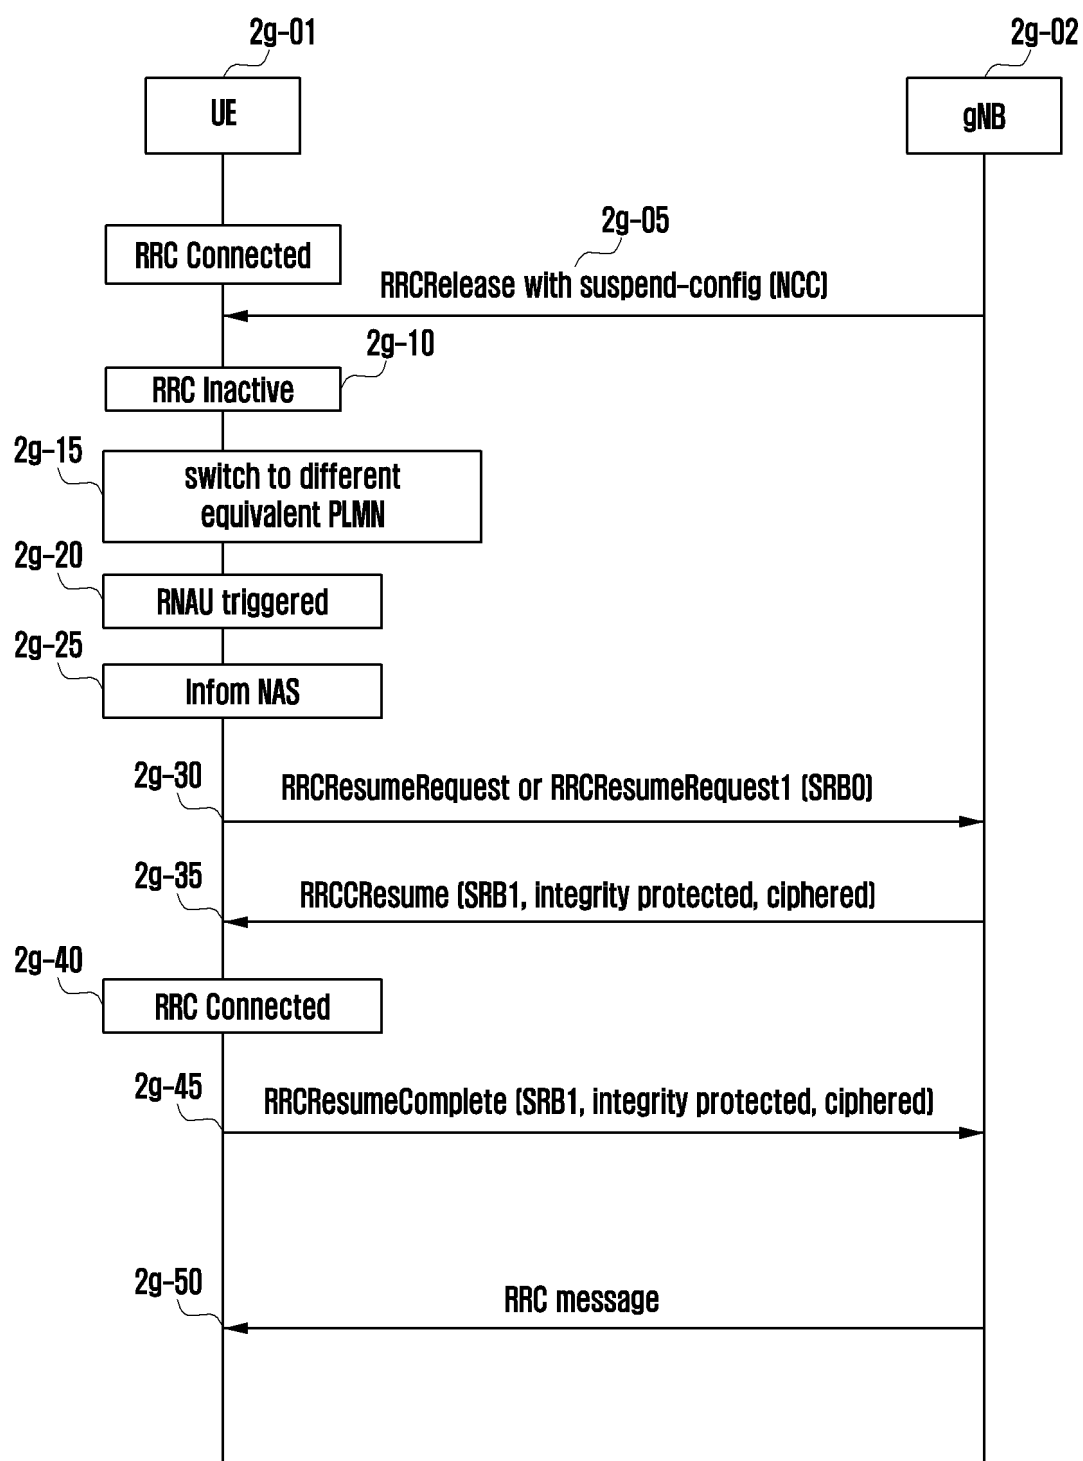 2g-01
2g-02
UE
gNB
2g-05
RRC Connected
RRCRelease with suspend-config (NCC)
2g-10
RRC Inactive
2g-15
switch to different
equivalent PLMN
2g-20
RNAU triggered
2g-25
Infom NAS
2g-30
RRCResumeRequest or RRCResumeRequest1 (SRB0)
2g-35
RRCCResume (SRB1, integrity protected, ciphered)
2g-40
RRC Connected
2g-45
RRCResumeComplete (SRB1, integrity protected, ciphered)
2g-50
RRC message